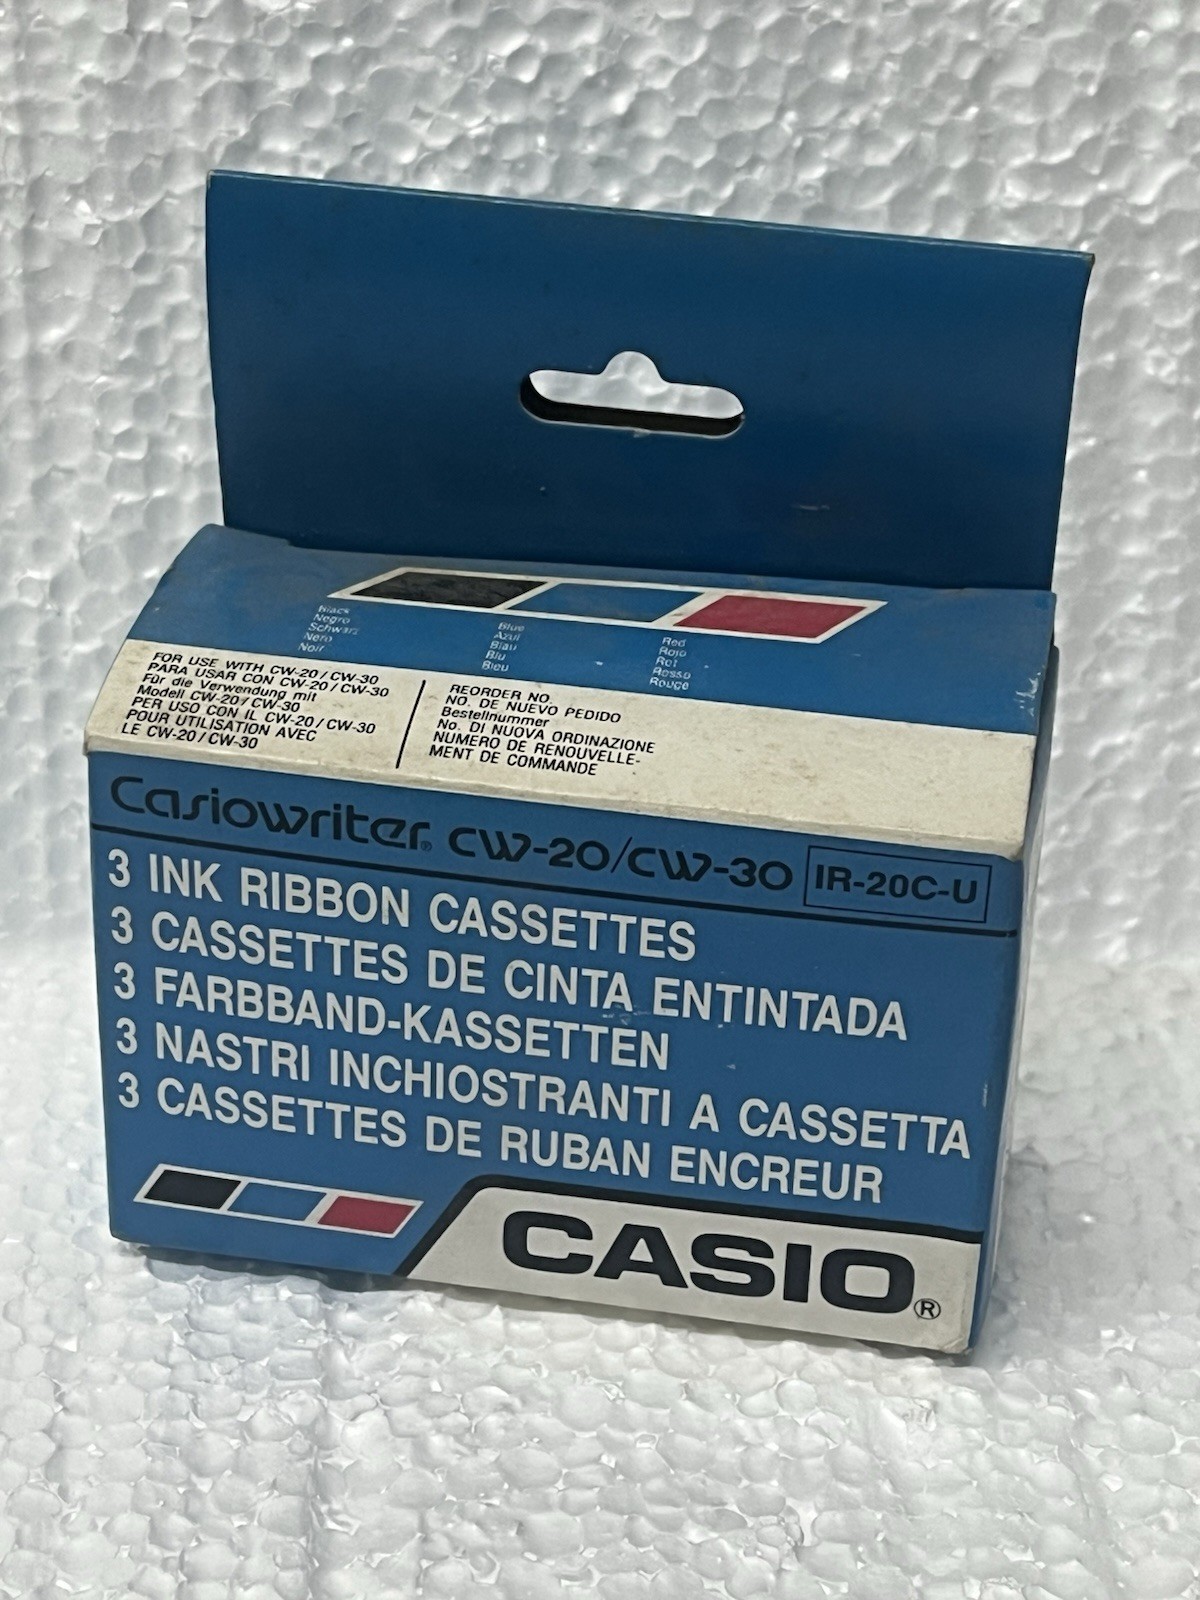 Black
Negro
Schwarz
Nero
Noir
Blue
Azul
Blau
Blu
Bleu
Red
Rojo
Rot
Rosso
Rouge
FOR USE WITH CW-20/CW-30
PARA USAR CON CW-20/CW-30
Für die Verwendung mit
Modell CW-20/CW-30
PER USO CON IL CW-20/CW-30
POUR UTILISATION AVEC
LE CW-20/CW-30
REORDER NO.
NO. DE NUEVO PEDIDO
Bestellnummer
No. DI NUOVA ORDINAZIONE
NUMERO DE RENOUVELLE-
MENT DE COMMANDE
Casiowriter® CW-20/CW-30 IR-20C-U
3 INK RIBBON CASSETTES
3 CASSETTES DE CINTA ENTINTADA
3 FARBBAND-KASSETTEN
3 NASTRI INCHIOSTRANTI A CASSETTA
3 CASSETTES DE RUBAN ENCREUR
CASIO®